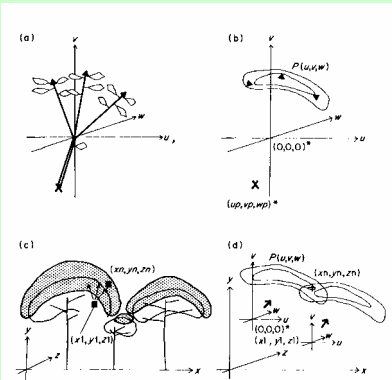 (a)
v
w
u,
(b)
v
P(u,v,w)
w
u
(0,0,0)*
(up,vp,wp)*
(c)
(xn,yn,zn)
(x1,y1,z1)
y
z
x
(d)
P(u,v,w)
(xn,yn,zn)
v
y
w
u
(0,0,0)*
(x1,y1,z1)
v
w
u
z
x